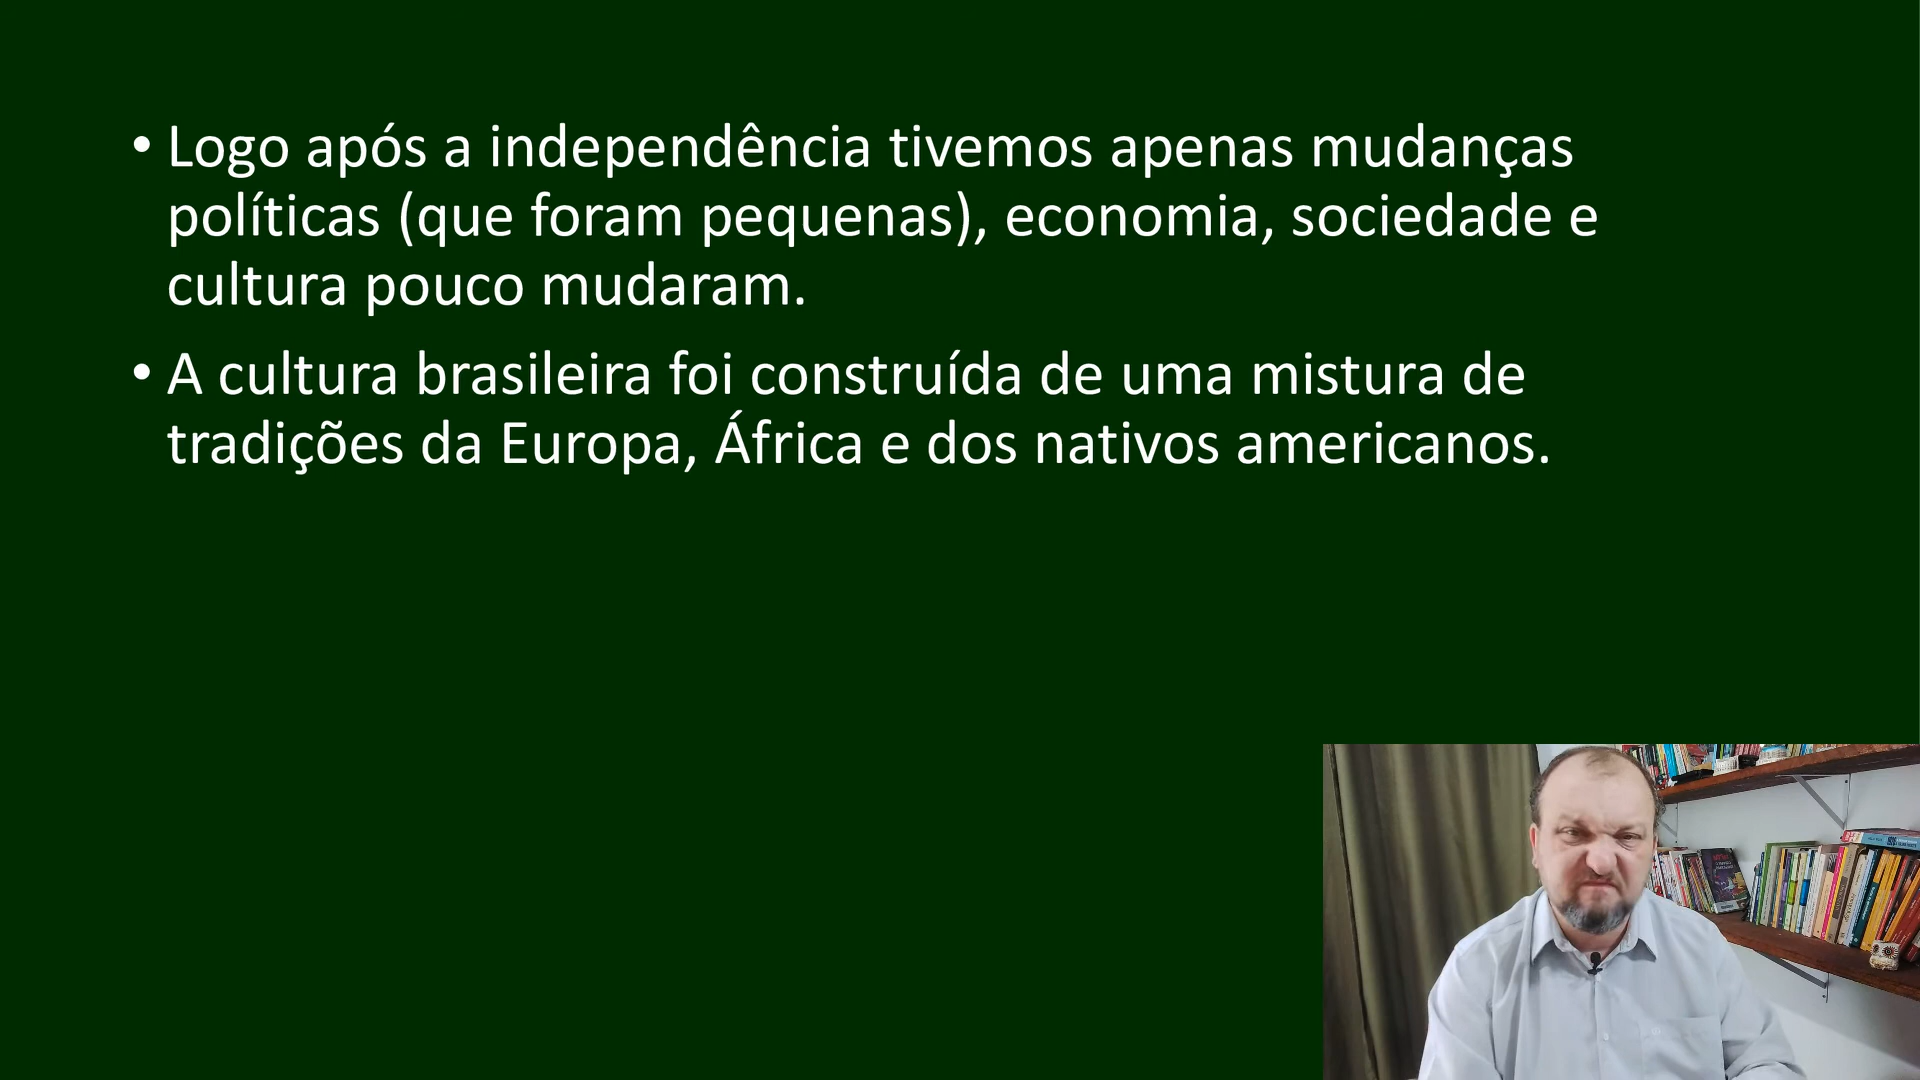 • Logo após a independência tivemos apenas mudanças
políticas (que foram pequenas), economia, sociedade e
cultura pouco mudaram.
• A cultura brasileira foi construída de uma mistura de
tradições da Europa, África e dos nativos americanos.